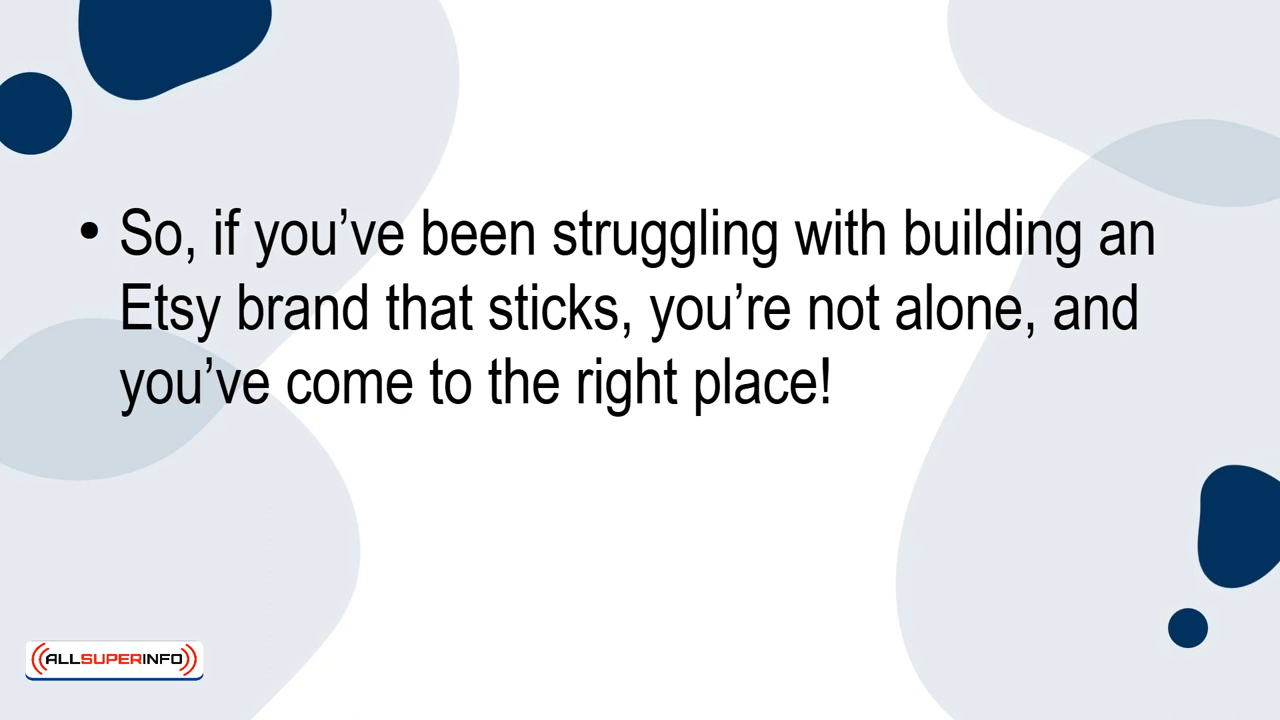 • So, if you’ve been struggling with building an
Etsy brand that sticks, you’re not alone, and
you’ve come to the right place!
ALLSUPERINFO